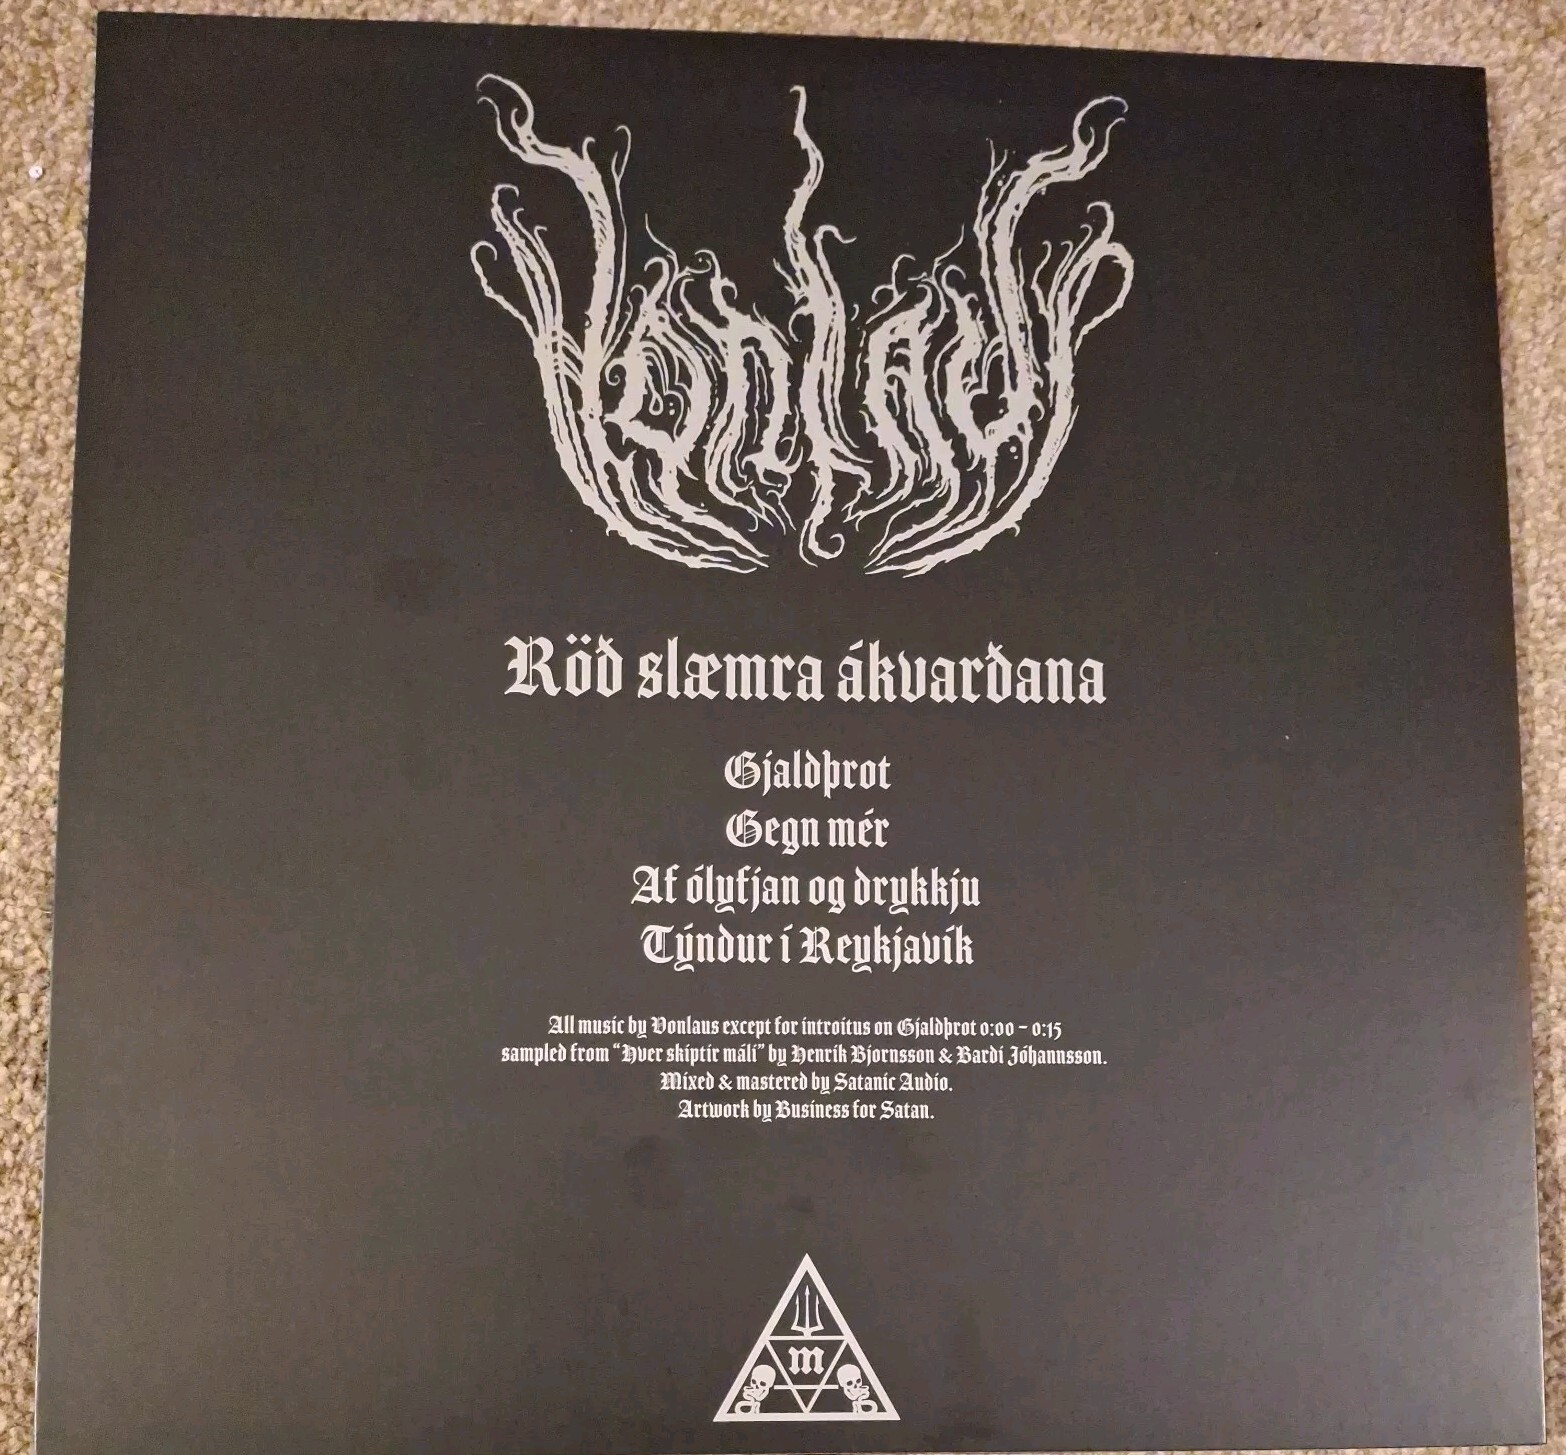 Vonlaus
Röð slæmra ákvarðana
Gjaldþrot
Gegn mér
Af ólyfjan og drykkju
Týndur í Reykjavík
All music by Vonlaus except for introitus on Gjaldþrot 0:00 - 0:15
sampled from "Hver skiptir máli" by Henrik Bjornsson & Bardi Jóhannsson.
Mixed & mastered by Satanic Audio.
Artwork by Business for Satan.
m